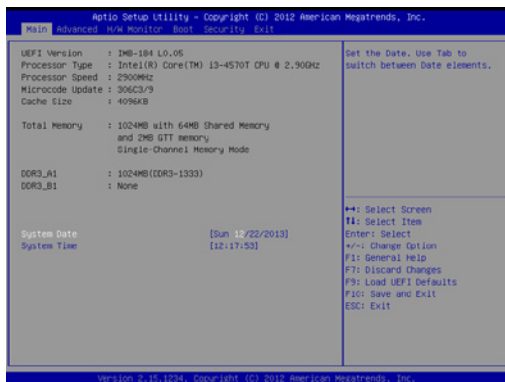 Aptio Setup Utility - Copyright (C) 2012 American Megatrends, Inc.
Main Advanced H/W Monitor Boot Security Exit
UEFI Version : IMB-184 L0.05
Processor Type : Intel(R) Core(TM) i3-4570T CPU @ 2.90GHz
Processor Speed : 2900MHz
Microcode Update : 306C3/9
Cache Size : 4096KB
Total Memory : 1024MB with 64MB Shared Memory
and 2MB GTT memory
Single-Channel Memory Mode
DDR3_A1 : 1024MB(DDR3-1333)
DDR3_B1 : None
System Date [Sun 12/22/2013]
System Time [12:17:53]
Set the Date. Use Tab to
switch between Date elements.
→←: Select Screen
↑↓: Select Item
Enter: Select
+/-: Change Option
F1: General Help
F7: Discard Changes
F9: Load UEFI Defaults
F10: Save and Exit
ESC: Exit
Version 2.15.1234. Copyright (C) 2012 American Megatrends, Inc.